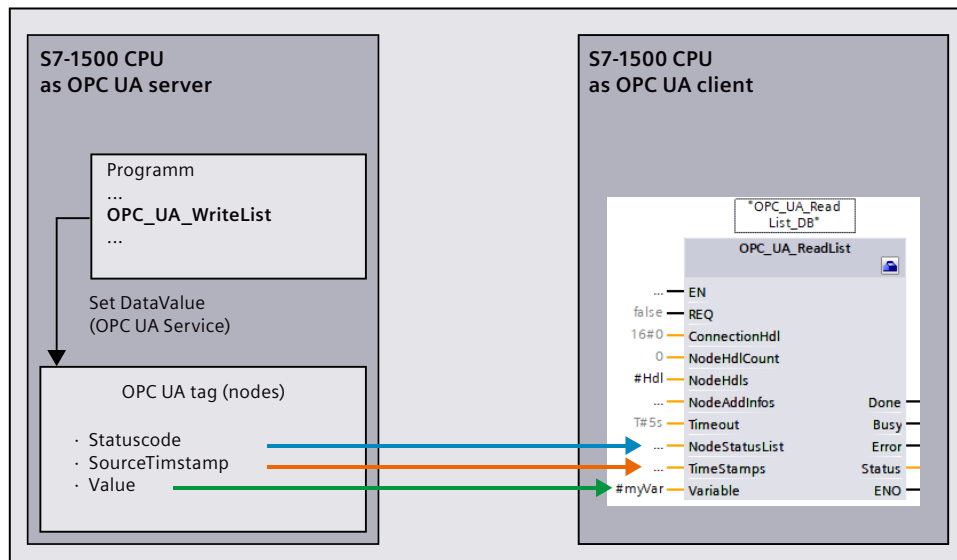 S7-1500 CPU
as OPC UA server
Programm
...
OPC_UA_WriteList
...
Set DataValue
(OPC UA Service)
OPC UA tag (nodes)
· Statuscode
· SourceTimstamp
· Value
S7-1500 CPU
as OPC UA client
"OPC_UA_Read
List_DB"
OPC_UA_ReadList
... EN
false REQ
16#0 ConnectionHdl
0 NodeHdlCount
#Hdl NodeHdls
... NodeAddInfos Done
T#5s Timeout Busy
... NodeStatusList Error
... TimeStamps Status
#myVar Variable ENO